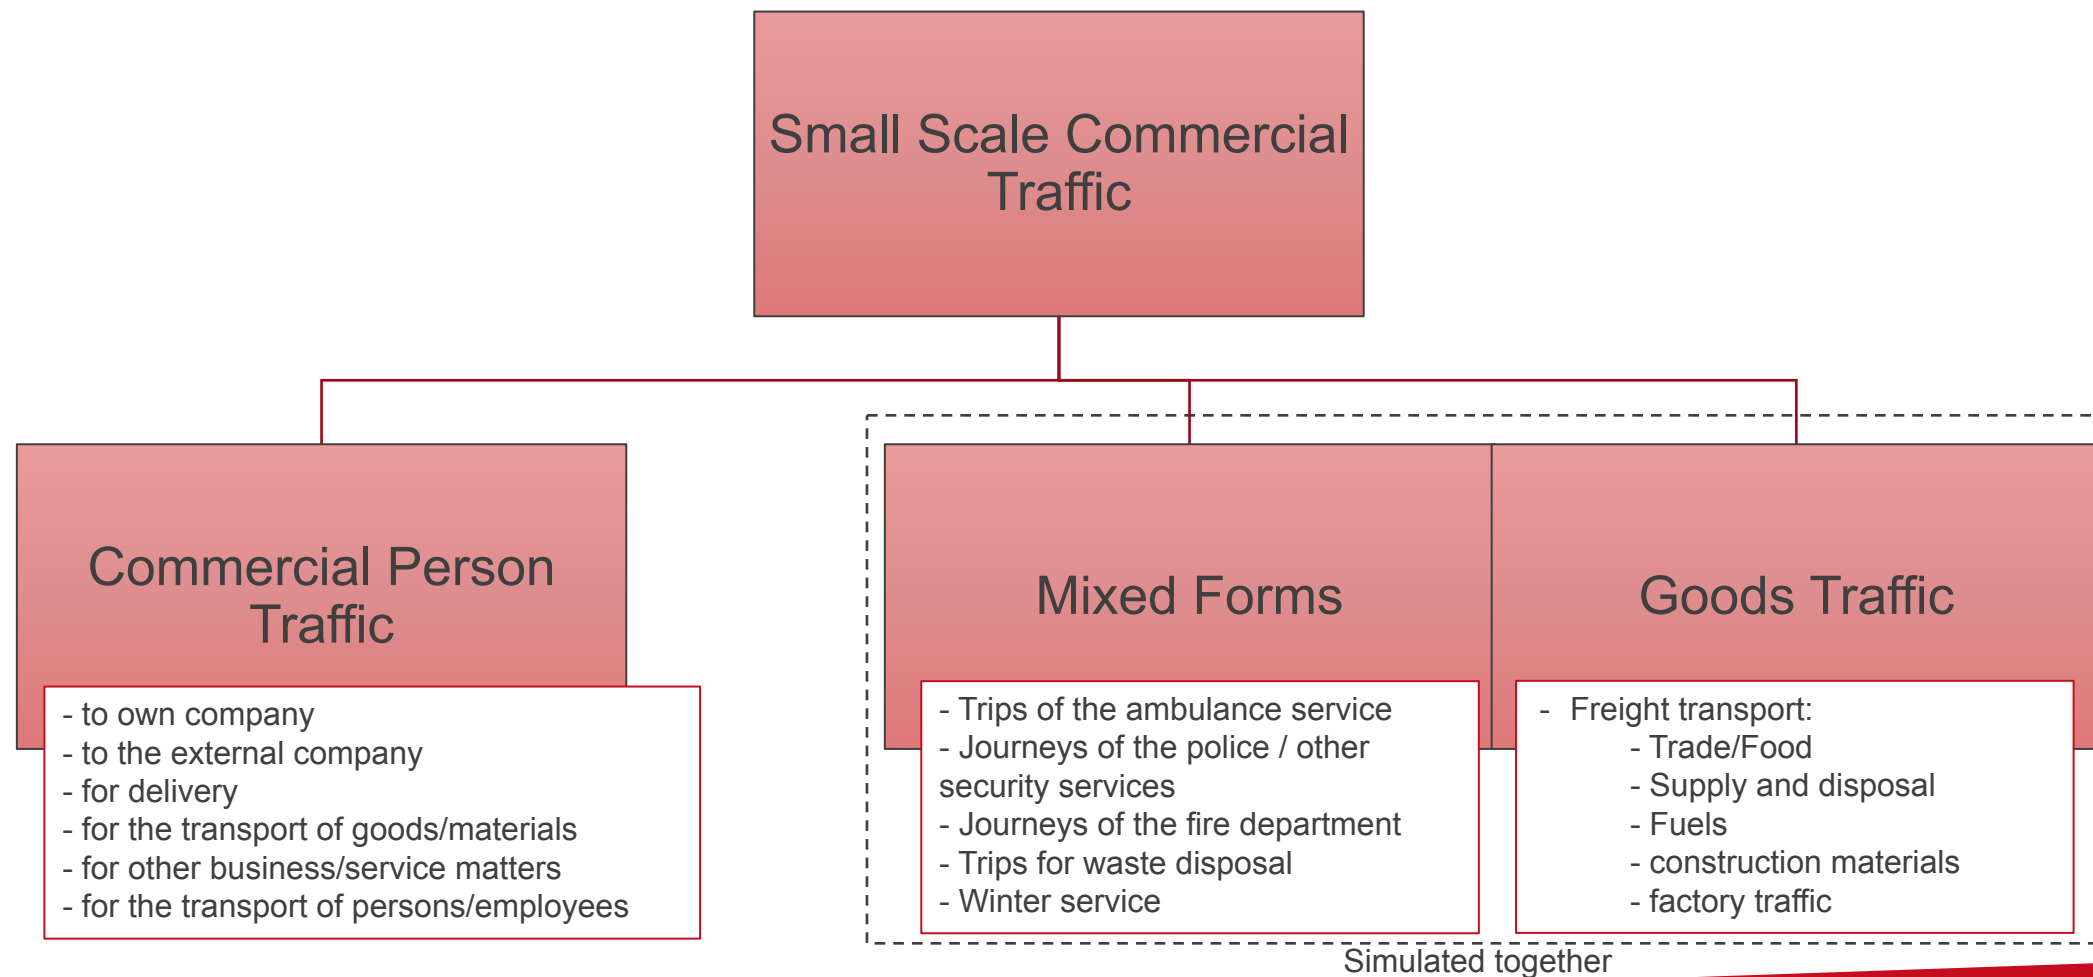 Small Scale Commercial
Traffic
Commercial Person
Traffic
- to own company
- to the external company
- for delivery
- for the transport of goods/materials
- for other business/service matters
- for the transport of persons/employees
Mixed Forms
- Trips of the ambulance service
- Journeys of the police / other
security services
- Journeys of the fire department
- Trips for waste disposal
- Winter service
Goods Traffic
- Freight transport:
- Trade/Food
- Supply and disposal
- Fuels
- construction materials
- factory traffic
Simulated together